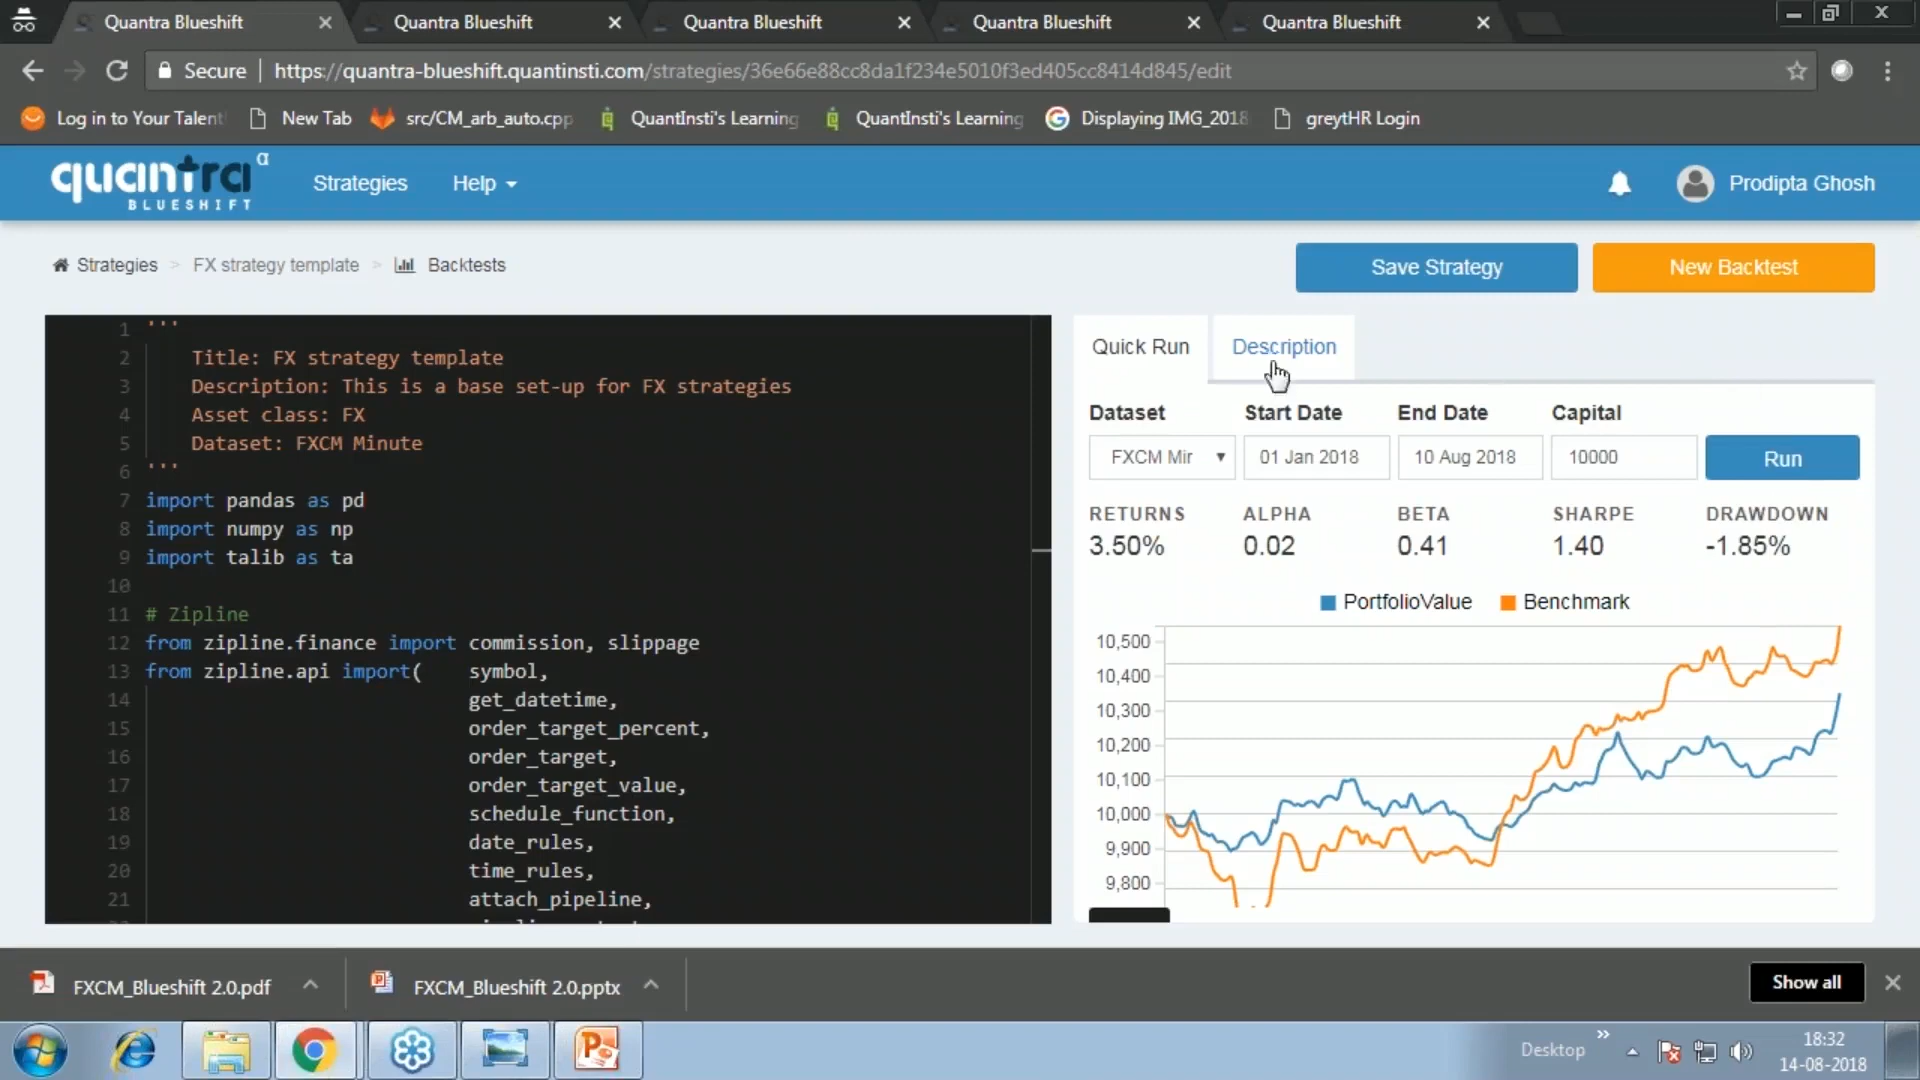 Quantra Blueshift
Quantra Blueshift
Quantra Blueshift
Quantra Blueshift
Quantra Blueshift
Secure
https://quantra-blueshift.quantinsti.com/strategies/36e66e88cc8da1f234e5010f3ed405cc8414d845/edit
Log in to Your Talent
New Tab
src/CM_arb_auto.cpp
QuantInsti's Learning
QuantInsti's Learning
Displaying IMG_2018
greytHR Login
quantra α
BLUESHIFT
Strategies
Help
Prodipta Ghosh
Strategies > FX strategy template > Backtests
Save Strategy
New Backtest
1 '''
2 Title: FX strategy template
3 Description: This is a base set-up for FX strategies
4 Asset class: FX
5 Dataset: FXCM Minute
6 '''
7 import pandas as pd
8 import numpy as np
9 import talib as ta
10
11 # Zipline
12 from zipline.finance import commission, slippage
13 from zipline.api import( symbol,
14 get_datetime,
15 order_target_percent,
16 order_target,
17 order_target_value,
18 schedule_function,
19 date_rules,
20 time_rules,
21 attach_pipeline,
Quick Run
Description
Dataset Start Date End Date Capital
FXCM Mir 01 Jan 2018 10 Aug 2018 10000 Run
RETURNS ALPHA BETA SHARPE DRAWDOWN
3.50% 0.02 0.41 1.40 -1.85%
PortfolioValue Benchmark
10,500
10,400
10,300
10,200
10,100
10,000
9,900
9,800
FXCM_Blueshift 2.0.pdf
FXCM_Blueshift 2.0.pptx
Show all
Desktop
18:32
14-08-2018